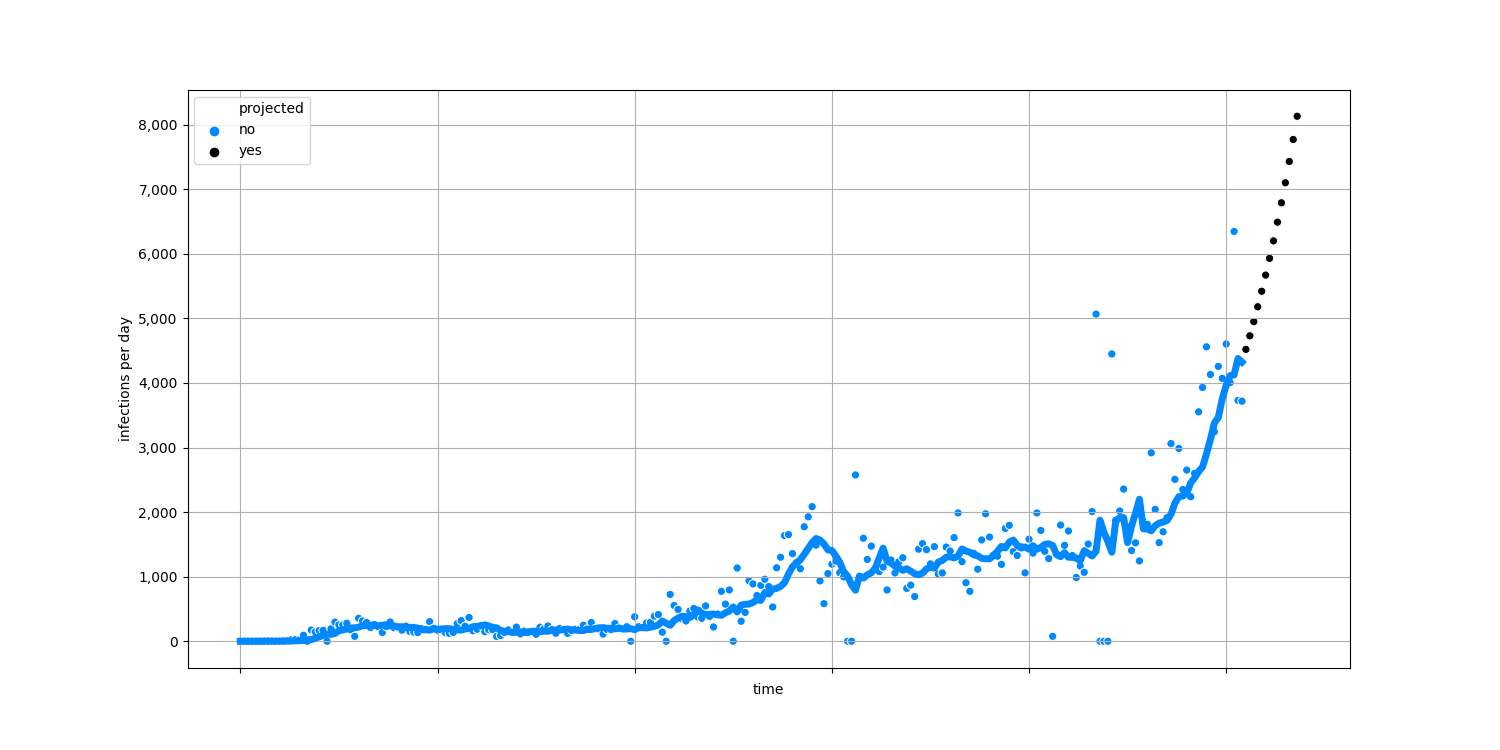 projected
no
yes
8,000
7,000
6,000
5,000
4,000
3,000
2,000
1,000
0
infections per day
time